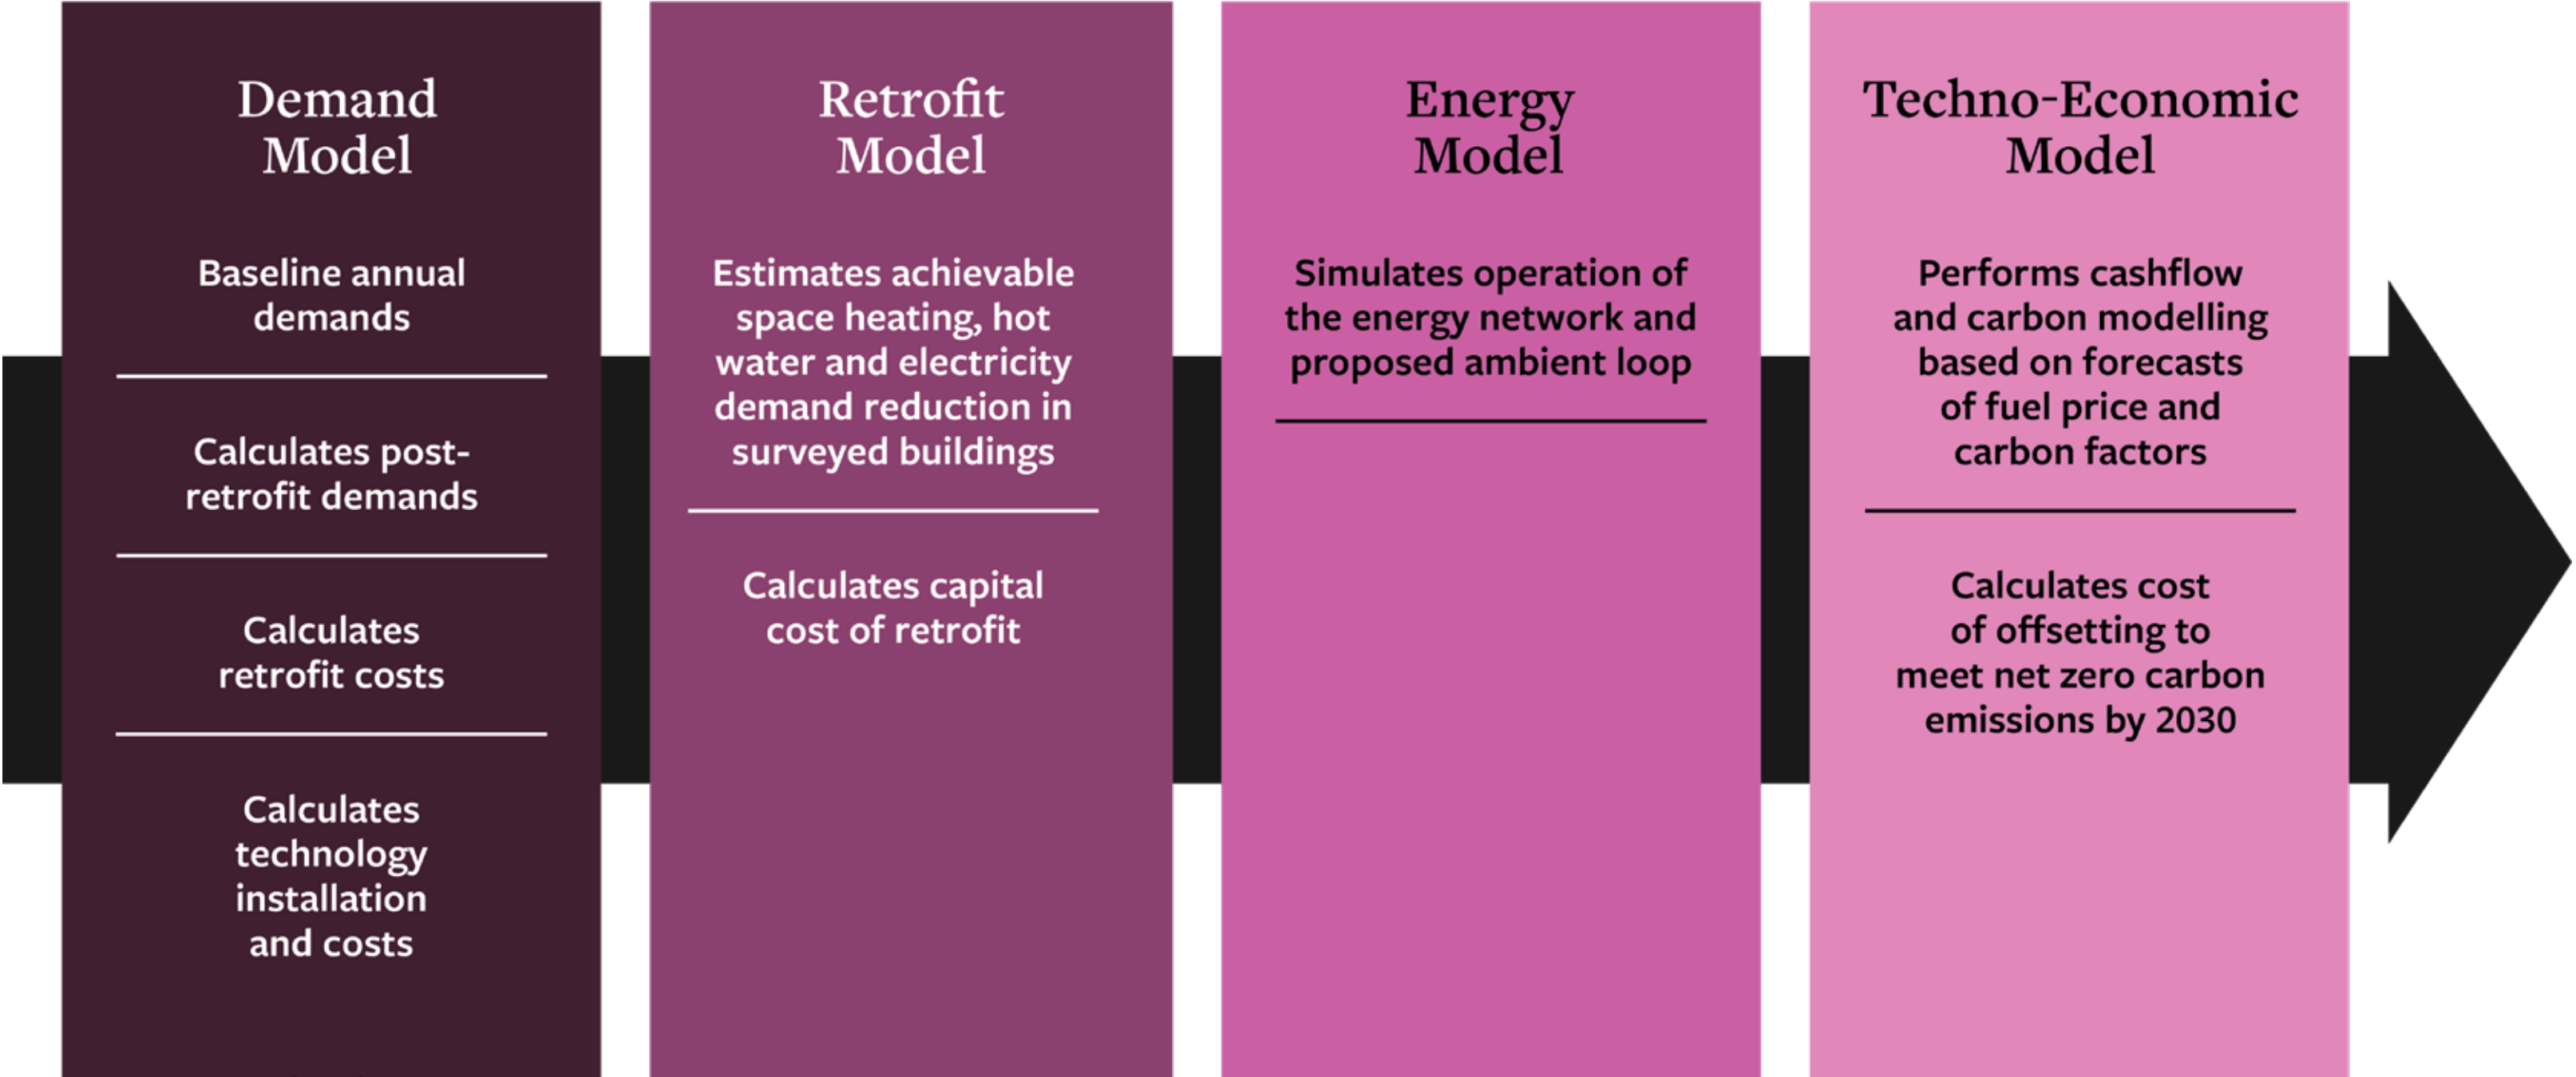 Demand
Model
Baseline annual
demands
Calculates post-
retrofit demands
Calculates
retrofit costs
Calculates
technology
installation
and costs
Retrofit
Model
Estimates achievable
space heating, hot
water and electricity
demand reduction in
surveyed buildings
Calculates capital
cost of retrofit
Energy
Model
Simulates operation of
the energy network and
proposed ambient loop
Techno-Economic
Model
Performs cashflow
and carbon modelling
based on forecasts
of fuel price and
carbon factors
Calculates cost
of offsetting to
meet net zero carbon
emissions by 2030